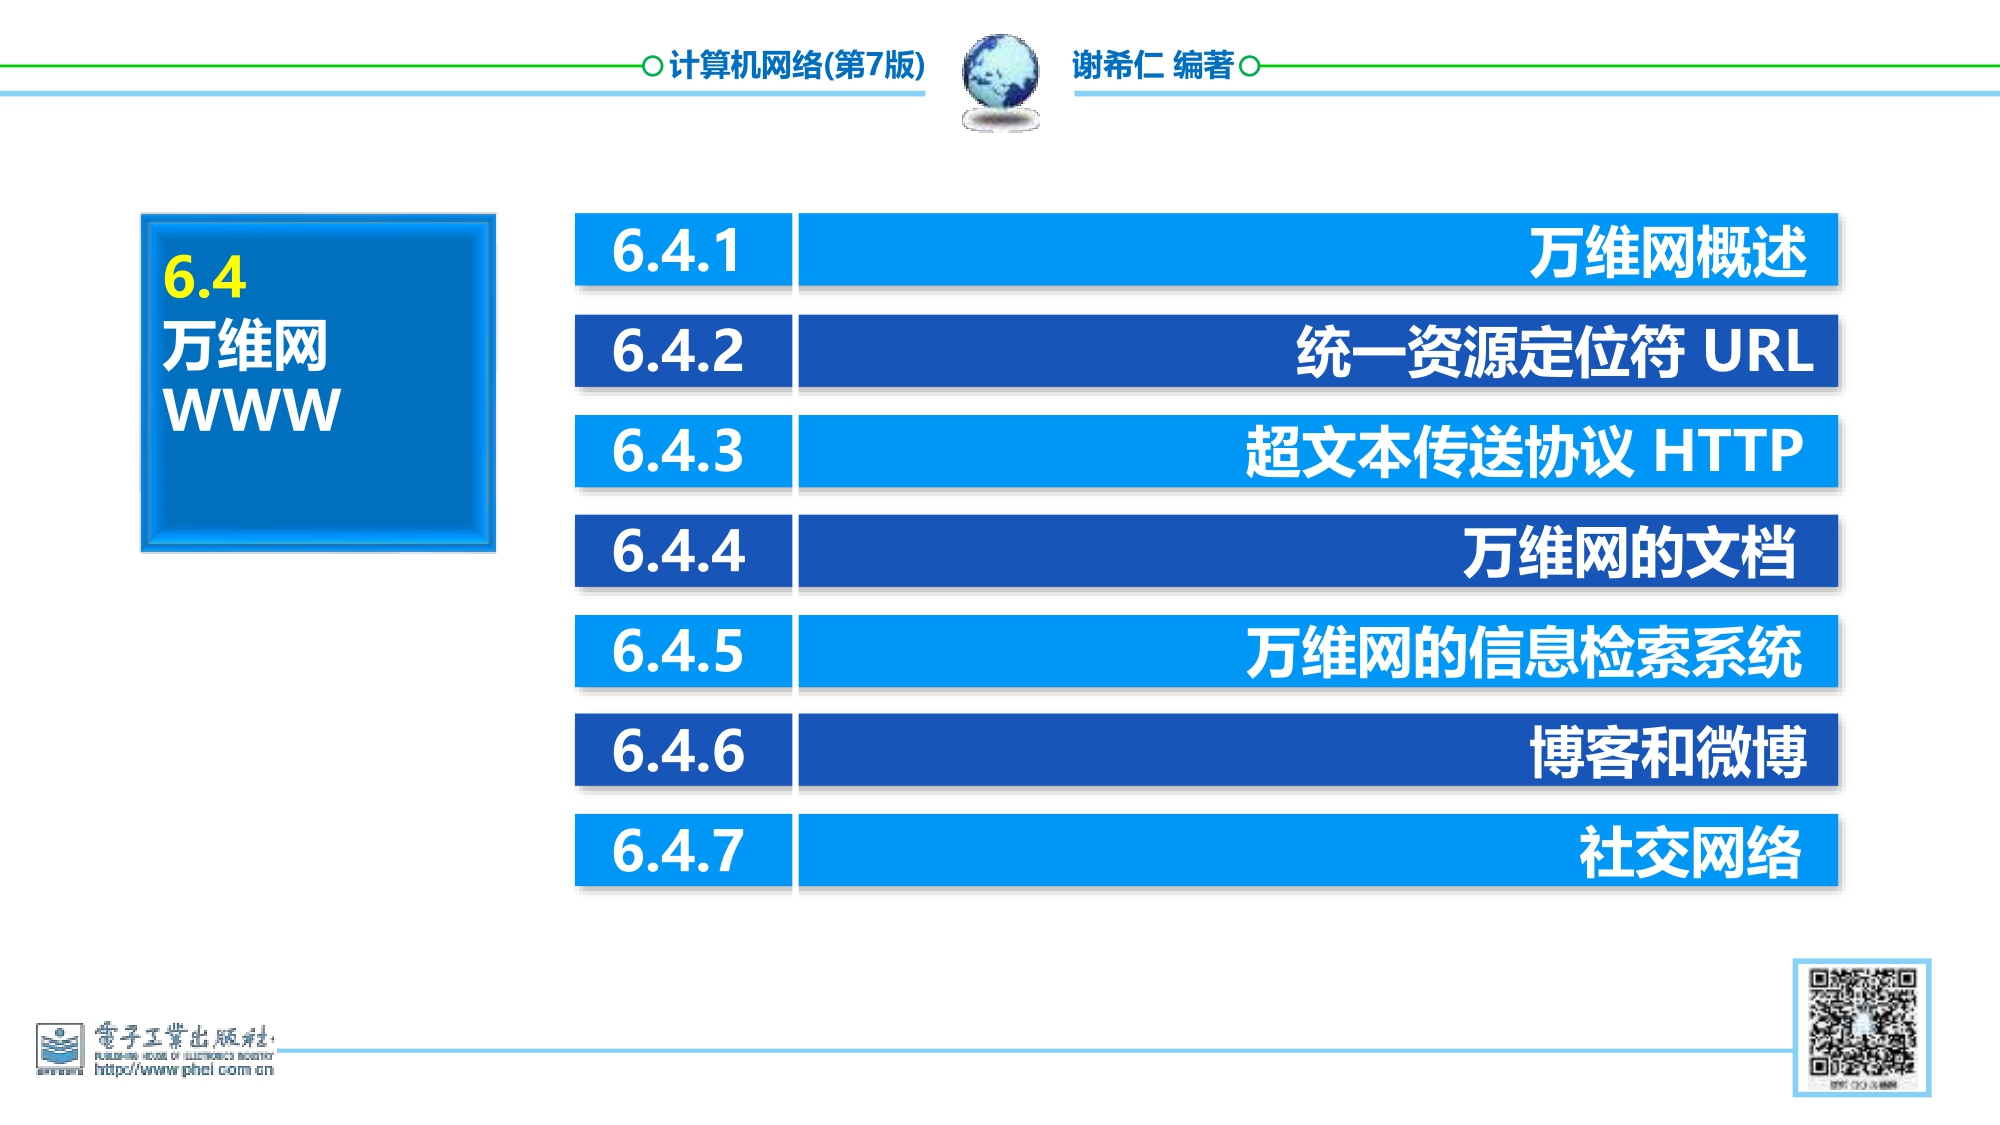 计算机网络(第7版) 谢希仁 编著
6.4
万维网
WWW
6.4.1 万维网概述
6.4.2 统一资源定位符 URL
6.4.3 超文本传送协议 HTTP
6.4.4 万维网的文档
6.4.5 万维网的信息检索系统
6.4.6 博客和微博
6.4.7 社交网络
電子工業出版社
PUBLISHING HOUSE OF ELECTRONICS INDUSTRY
http://www.phei.com.cn